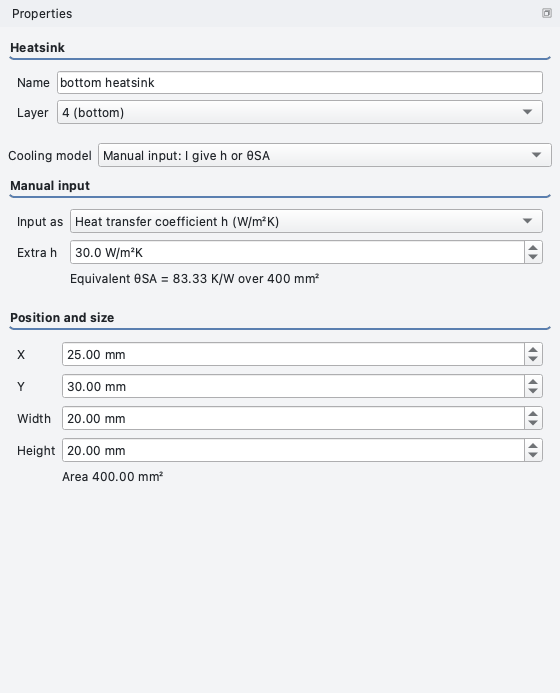 Properties
Heatsink
Name bottom heatsink
Layer 4 (bottom)
Cooling model Manual input: I give h or θSA
Manual input
Input as Heat transfer coefficient h (W/m²K)
Extra h 30.0 W/m²K
Equivalent θSA = 83.33 K/W over 400 mm²
Position and size
X 25.00 mm
Y 30.00 mm
Width 20.00 mm
Height 20.00 mm
Area 400.00 mm²